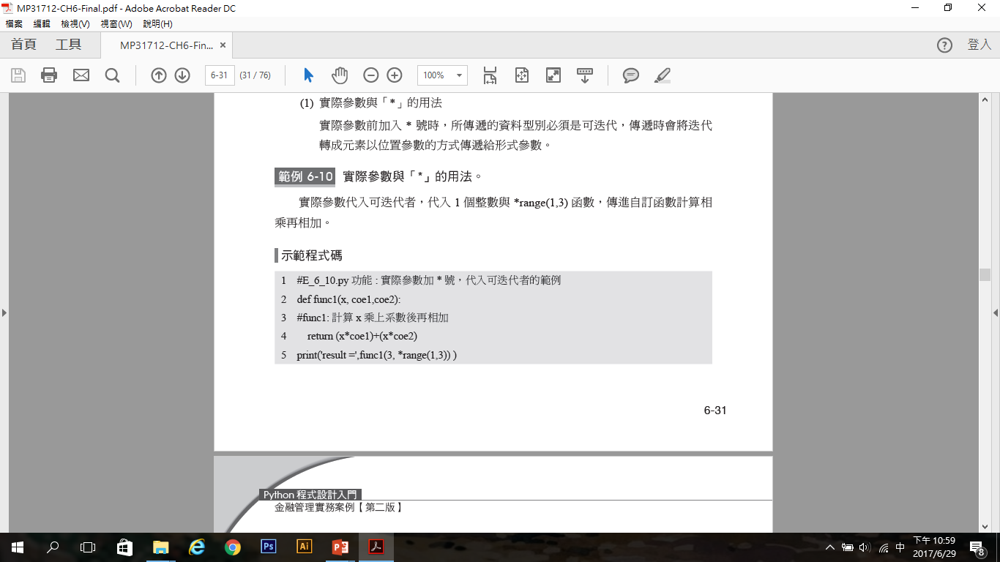 MP31712-CH6-Final.pdf - Adobe Acrobat Reader DC
檔案 編輯 檢視(V) 視窗(W) 說明(H)
首頁 工具 MP31712-CH6-Fin... × 登入
6-31 (31 / 76) 100%
(1) 實際參數與「*」的用法
實際參數前加入 * 號時，所傳遞的資料型別必須是可迭代，傳遞時會將迭代
轉成元素以位置參數的方式傳遞給形式參數。
範例 6-10 實際參數與「*」的用法。
實際參數代入可迭代者，代入 1 個整數與 *range(1,3) 函數，傳進自訂函數計算相
乘再相加。
示範程式碼
1 #E_6_10.py 功能 : 實際參數加 * 號，代入可迭代者的範例
2 def func1(x, coe1,coe2):
3 #func1: 計算 x 乘上系數後再相加
4 return (x*coe1)+(x*coe2)
5 print('result =',func1(3, *range(1,3)) )
6-31
Python 程式設計入門
金融管理實務案例【第二版】
Ps Ai 中 下午 10:59
2017/6/29 8